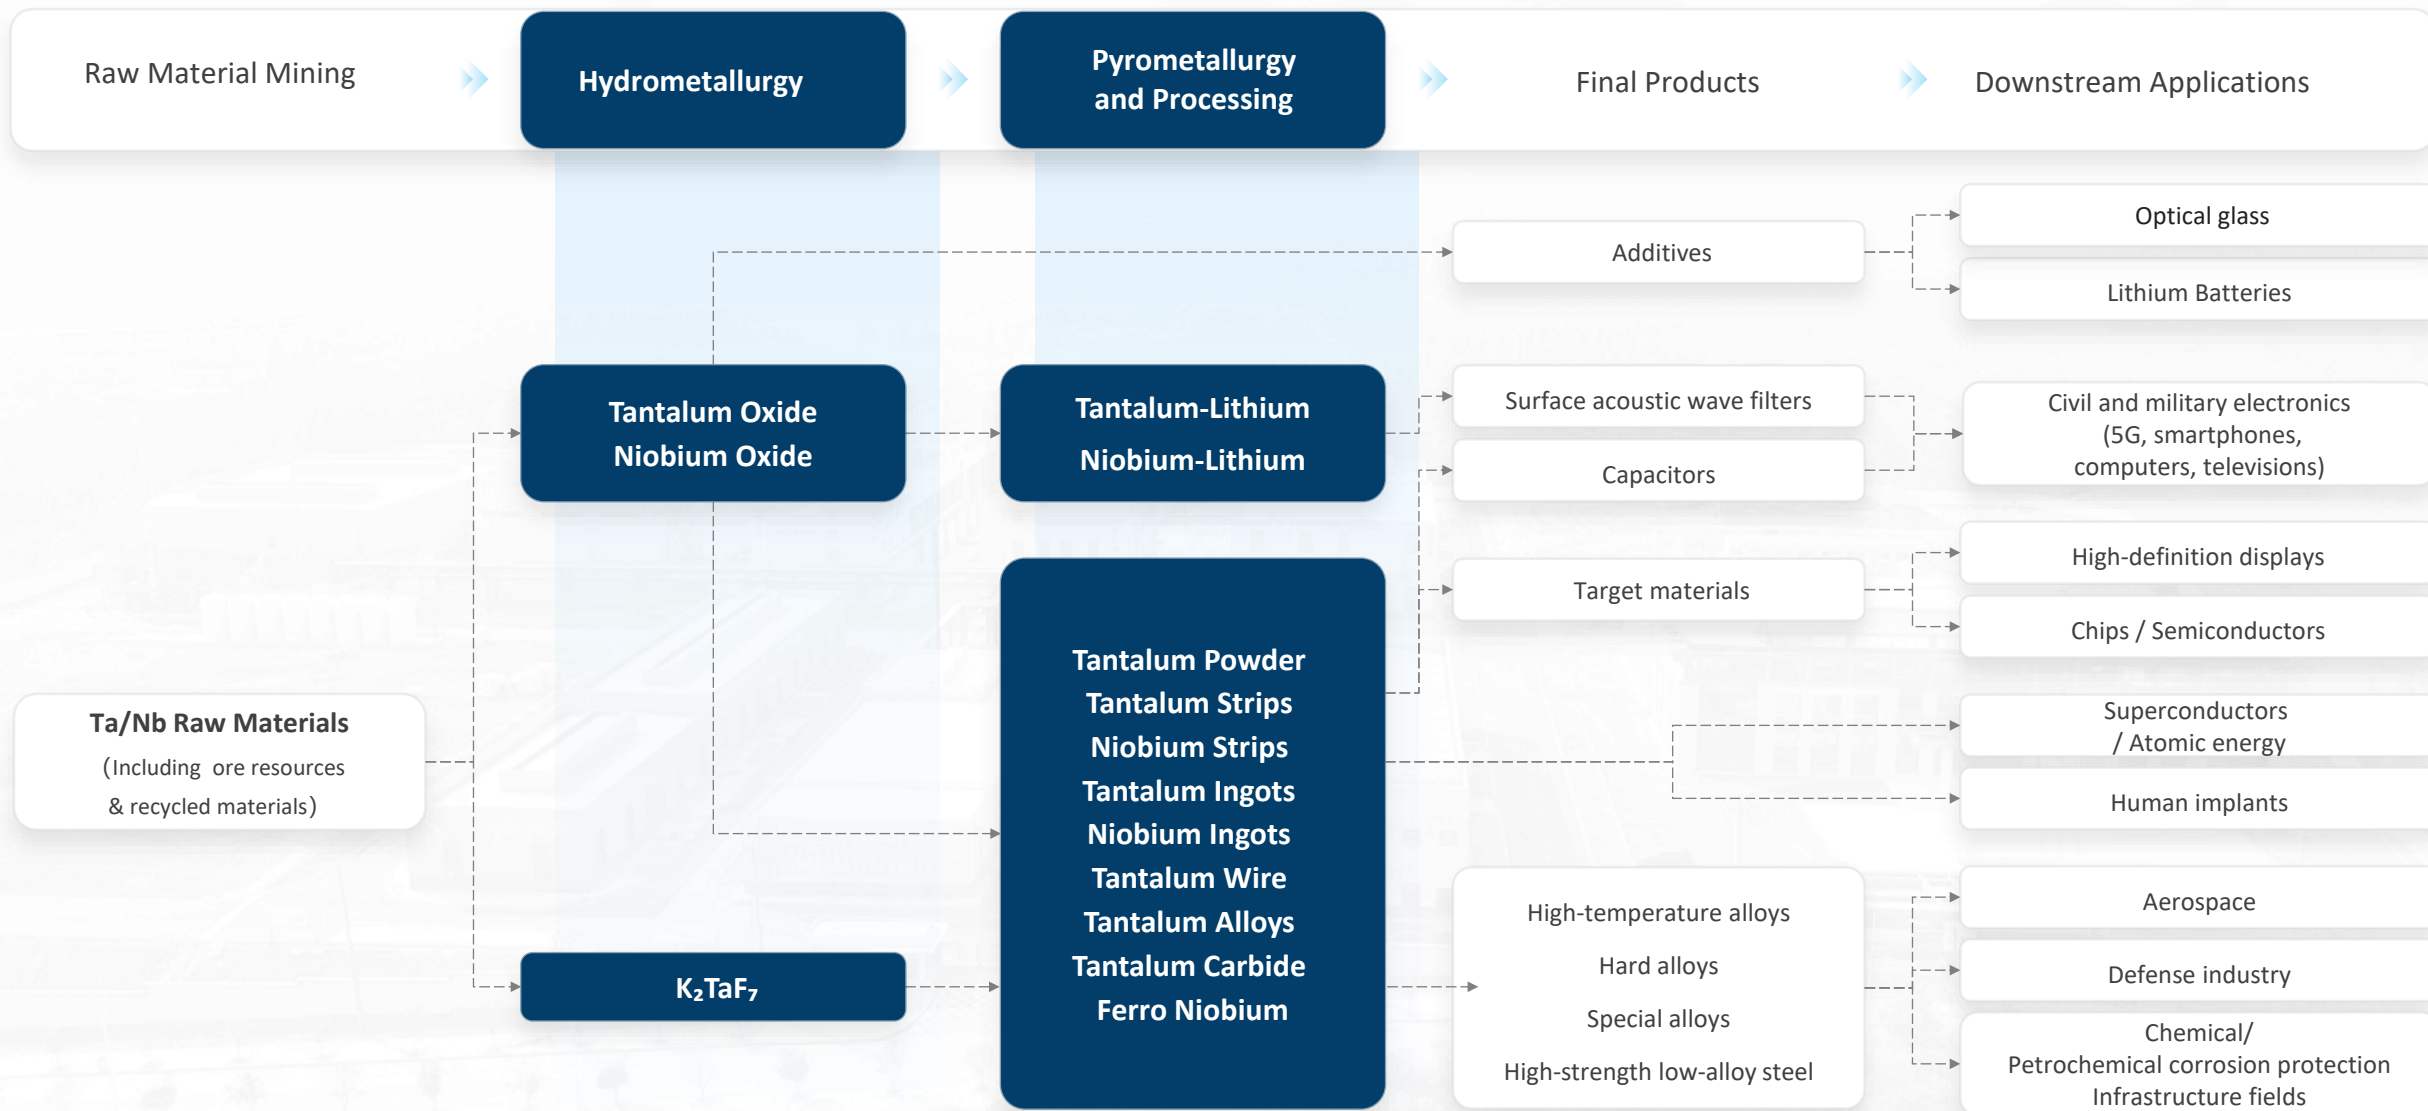 Raw Material Mining
Hydrometallurgy
Pyrometallurgy
and Processing
Final Products
Downstream Applications
Ta/Nb Raw Materials
(Including ore resources
& recycled materials)
Tantalum Oxide
Niobium Oxide
K₂TaF₇
Tantalum-Lithium
Niobium-Lithium
Tantalum Powder
Tantalum Strips
Niobium Strips
Tantalum Ingots
Niobium Ingots
Tantalum Wire
Tantalum Alloys
Tantalum Carbide
Ferro Niobium
Additives
Surface acoustic wave filters
Capacitors
Target materials
High-temperature alloys
Hard alloys
Special alloys
High-strength low-alloy steel
Optical glass
Lithium Batteries
Civil and military electronics
(5G, smartphones,
computers, televisions)
High-definition displays
Chips / Semiconductors
Superconductors
/ Atomic energy
Human implants
Aerospace
Defense industry
Chemical/
Petrochemical corrosion protection
Infrastructure fields